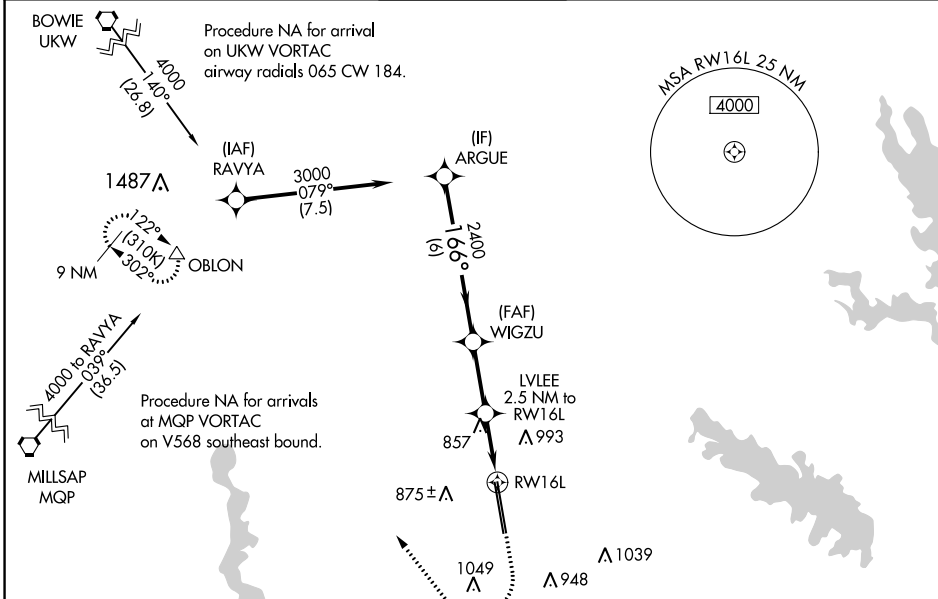 BOWIE
UKW
4000
140°
(26.8)
Procedure NA for arrival
on UKW VORTAC
airway radials 065 CW 184.
MSA RW16L 25 NM
4000
(IAF)
RAVYA
3000
079°
(7.5)
(IF)
ARGUE
1487
122°
(310K)
302°
9 NM
OBLON
2400
166°
(6)
(FAF)
WIGZU
4000 to RAVYA
039°
(36.5)
LVLEE
2.5 NM to
RW16L
857
993
Procedure NA for arrivals
at MQP VORTAC
on V568 southeast bound.
MILLSAP
MQP
RW16L
875±
1049
948
1039